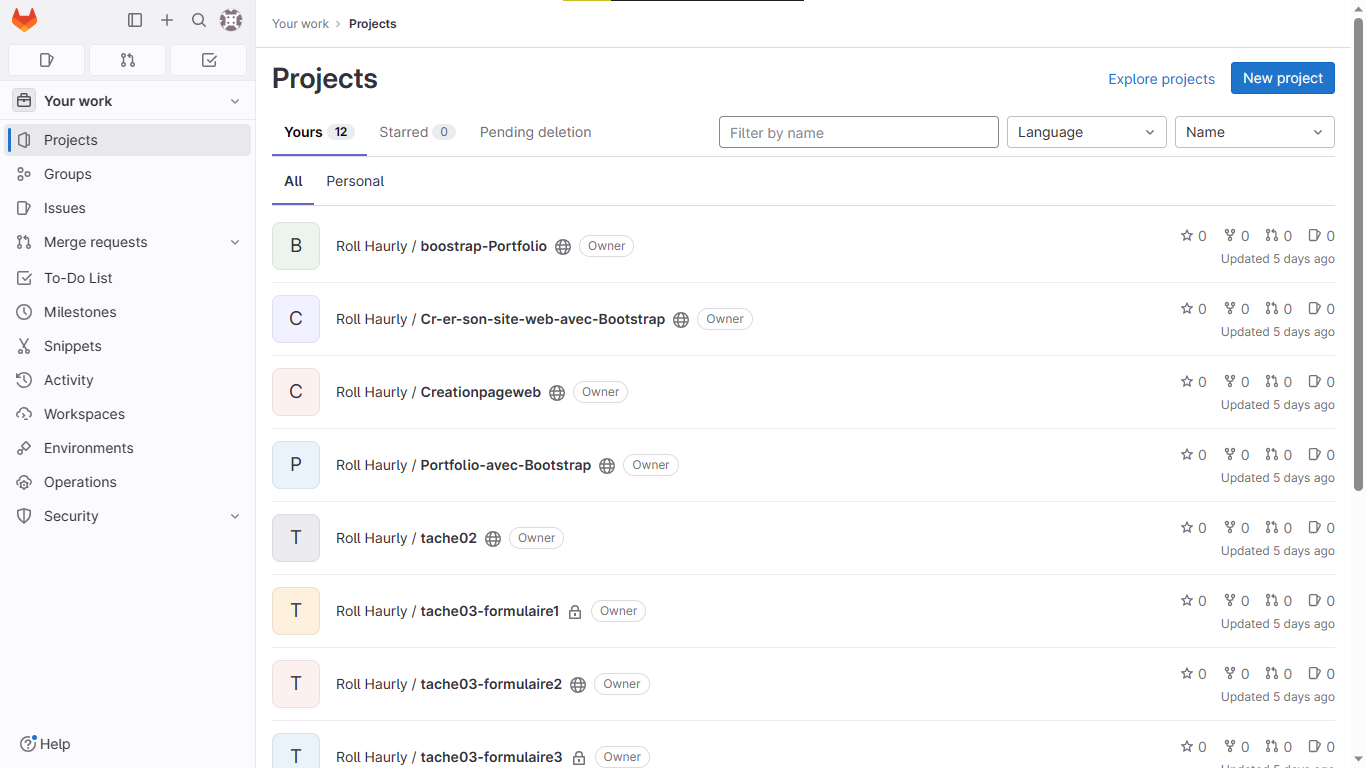 Your work › Projects
Projects
Explore projects
New project
Yours 12
Starred 0
Pending deletion
Filter by name
Language
Name
All
Personal
Your work
Projects
Groups
Issues
Merge requests
To-Do List
Milestones
Snippets
Activity
Workspaces
Environments
Operations
Security
Help
B
Roll Haurly / boostrap-Portfolio Owner
0 0 0 0
Updated 5 days ago
C
Roll Haurly / Cr-er-son-site-web-avec-Bootstrap Owner
0 0 0 0
Updated 5 days ago
C
Roll Haurly / Creationpageweb Owner
0 0 0 0
Updated 5 days ago
P
Roll Haurly / Portfolio-avec-Bootstrap Owner
0 0 0 0
Updated 5 days ago
T
Roll Haurly / tache02 Owner
0 0 0 0
Updated 5 days ago
T
Roll Haurly / tache03-formulaire1 Owner
0 0 0 0
Updated 5 days ago
T
Roll Haurly / tache03-formulaire2 Owner
0 0 0 0
Updated 5 days ago
T
Roll Haurly / tache03-formulaire3 Owner
0 0 0 0